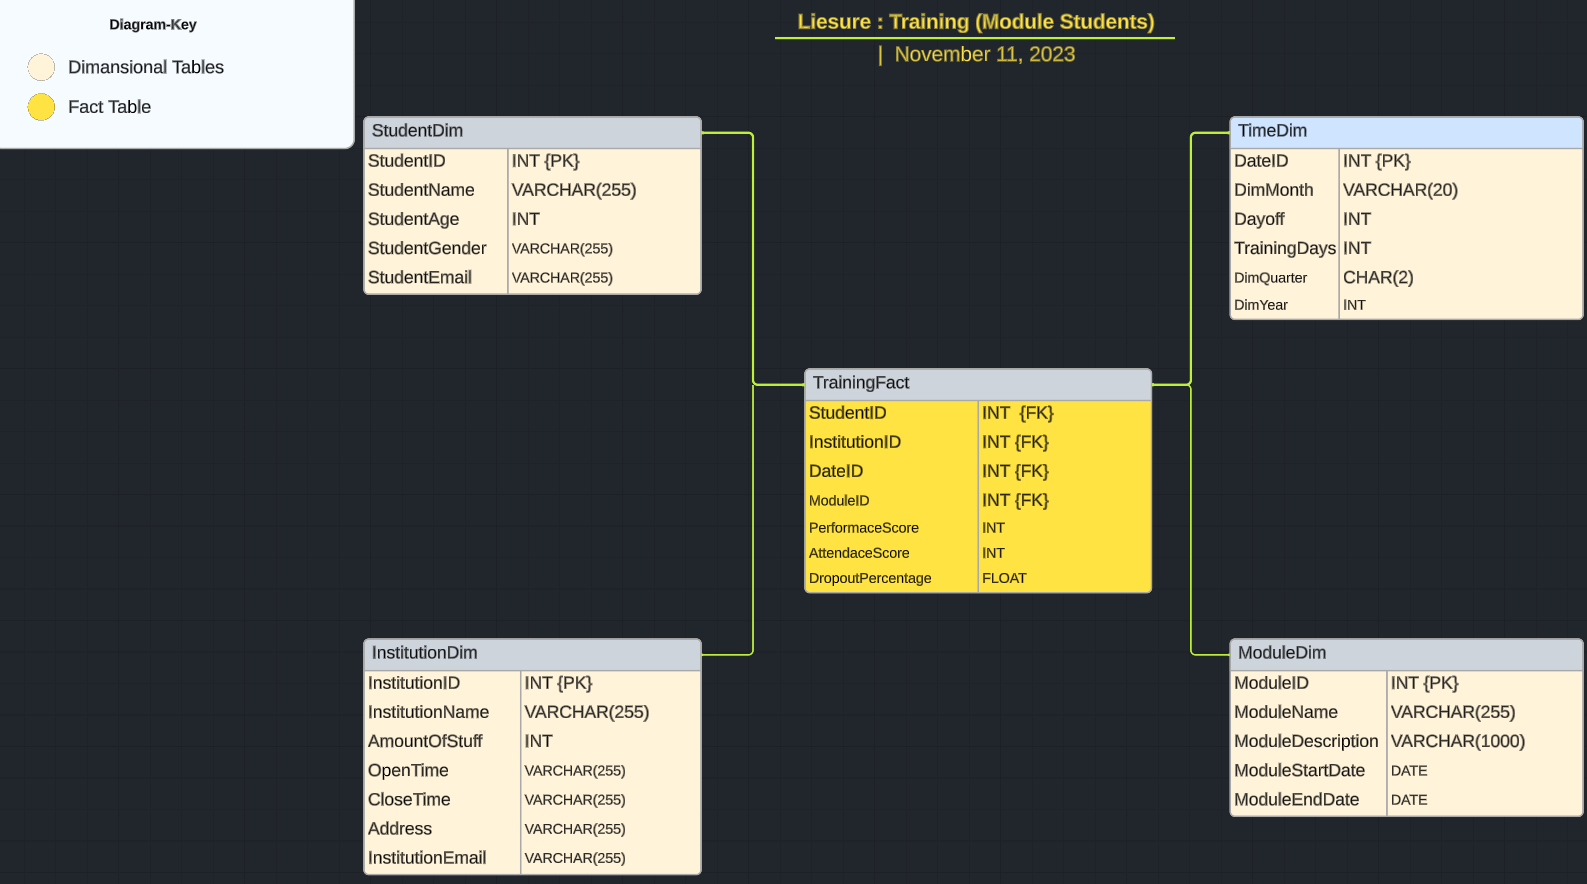 Diagram-Key
Dimansional Tables
Fact Table
Liesure : Training (Module Students)
| November 11, 2023
StudentDim
StudentID INT {PK}
StudentName VARCHAR(255)
StudentAge INT
StudentGender VARCHAR(255)
StudentEmail VARCHAR(255)
TimeDim
DateID INT {PK}
DimMonth VARCHAR(20)
Dayoff INT
TrainingDays INT
DimQuarter CHAR(2)
DimYear INT
TrainingFact
StudentID INT {FK}
InstitutionID INT {FK}
DateID INT {FK}
ModuleID INT {FK}
PerformaceScore INT
AttendaceScore INT
DropoutPercentage FLOAT
InstitutionDim
InstitutionID INT {PK}
InstitutionName VARCHAR(255)
AmountOfStuff INT
OpenTime VARCHAR(255)
CloseTime VARCHAR(255)
Address VARCHAR(255)
InstitutionEmail VARCHAR(255)
ModuleDim
ModuleID INT {PK}
ModuleName VARCHAR(255)
ModuleDescription VARCHAR(1000)
ModuleStartDate DATE
ModuleEndDate DATE